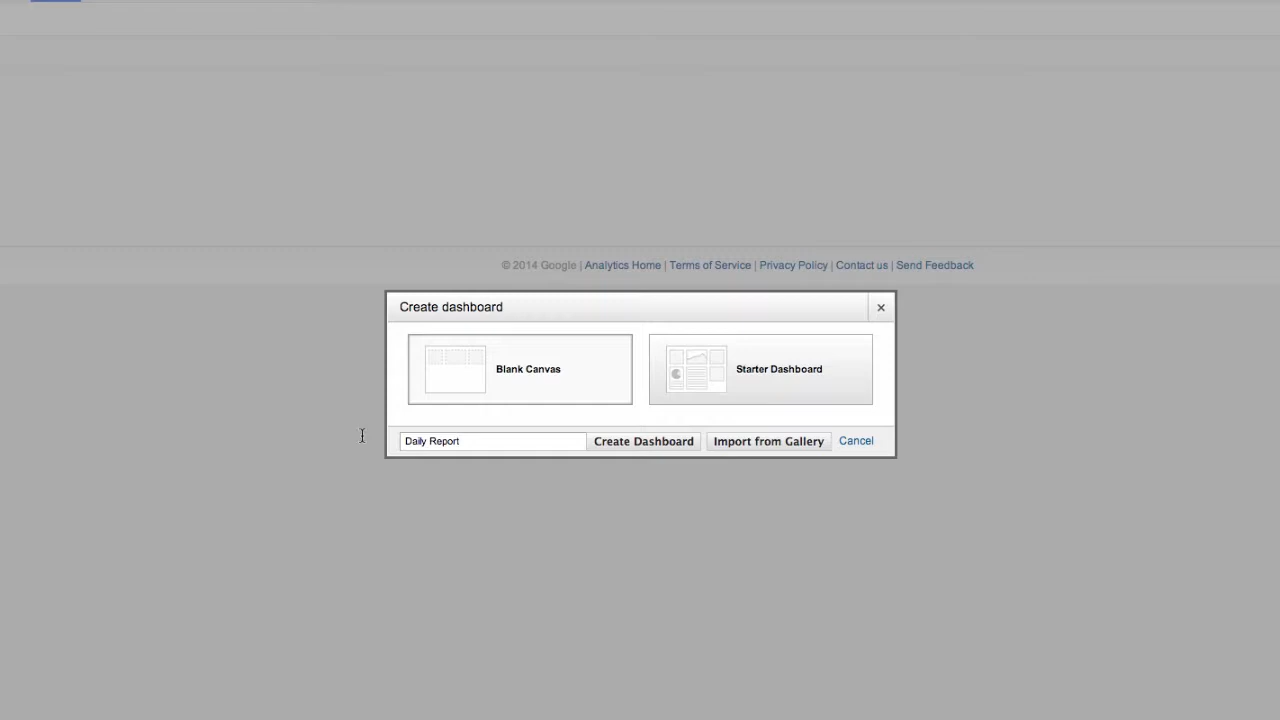 © 2014 Google | Analytics Home | Terms of Service | Privacy Policy | Contact us | Send Feedback
Create dashboard ×
Blank Canvas Starter Dashboard
Daily Report Create Dashboard Import from Gallery Cancel